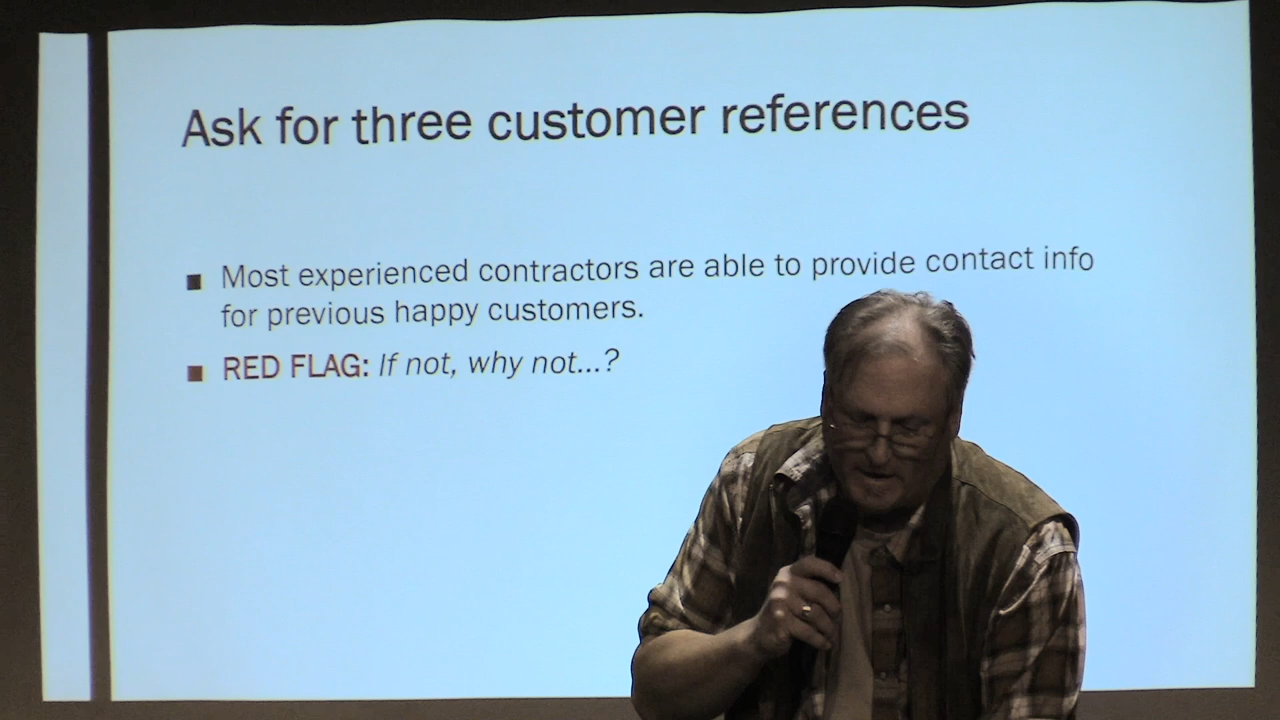 Ask for three customer references
■ Most experienced contractors are able to provide contact info
for previous happy customers.
■ RED FLAG: If not, why not...?